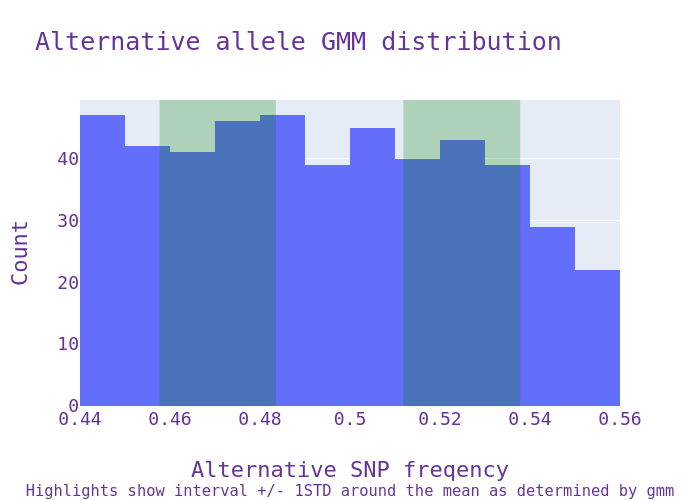 Alternative allele GMM distribution
Count
40
30
20
10
0
0.44 0.46 0.48 0.5 0.52 0.54 0.56
Alternative SNP freqency
Highlights show interval +/- 1STD around the mean as determined by gmm